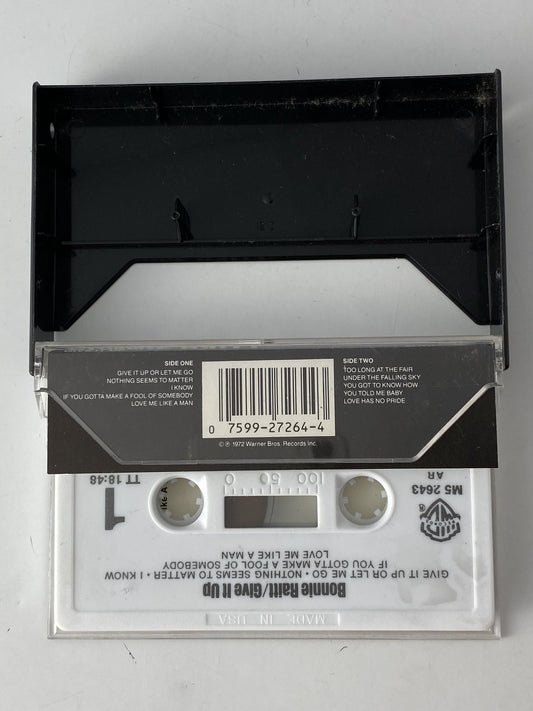 SIDE ONE
GIVE IT UP OR LET ME GO
NOTHING SEEMS TO MATTER
I KNOW
IF YOU GOTTA MAKE A FOOL OF SOMEBODY
LOVE ME LIKE A MAN
0 7599-27264-4
© ℗ 1972 Warner Bros. Records Inc.
SIDE TWO
TOO LONG AT THE FAIR
UNDER THE FALLING SKY
YOU GOT TO KNOW HOW
YOU TOLD ME BABY
LOVE HAS NO PRIDE
MADE IN USA
Bonnie Raitt/Give It Up
GIVE IT UP OR LET ME GO • NOTHING SEEMS TO MATTER • I KNOW
IF YOU GOTTA MAKE A FOOL OF SOMEBODY
LOVE ME LIKE A MAN
1
TT 18:48
100 50 0
M5 2643
AR